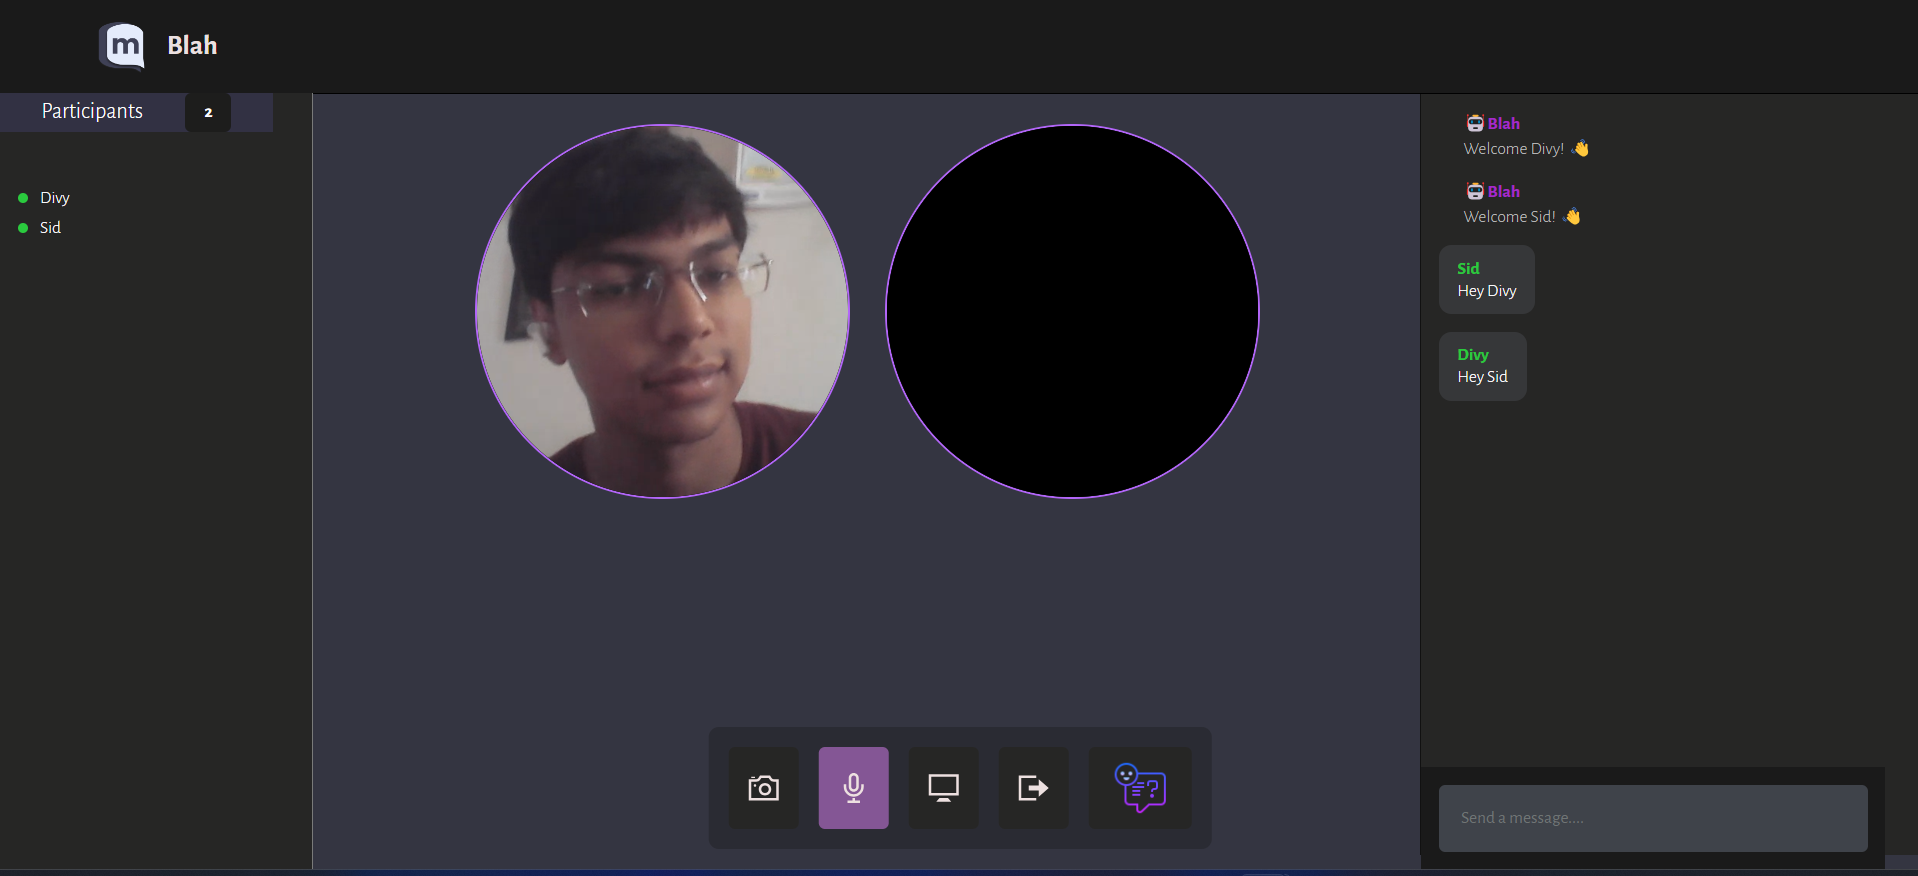 m Blah
Participants 2
Divy
Sid
Blah
Welcome Divy! 👋
Blah
Welcome Sid! 👋
Sid
Hey Divy
Divy
Hey Sid
?
Send a message....